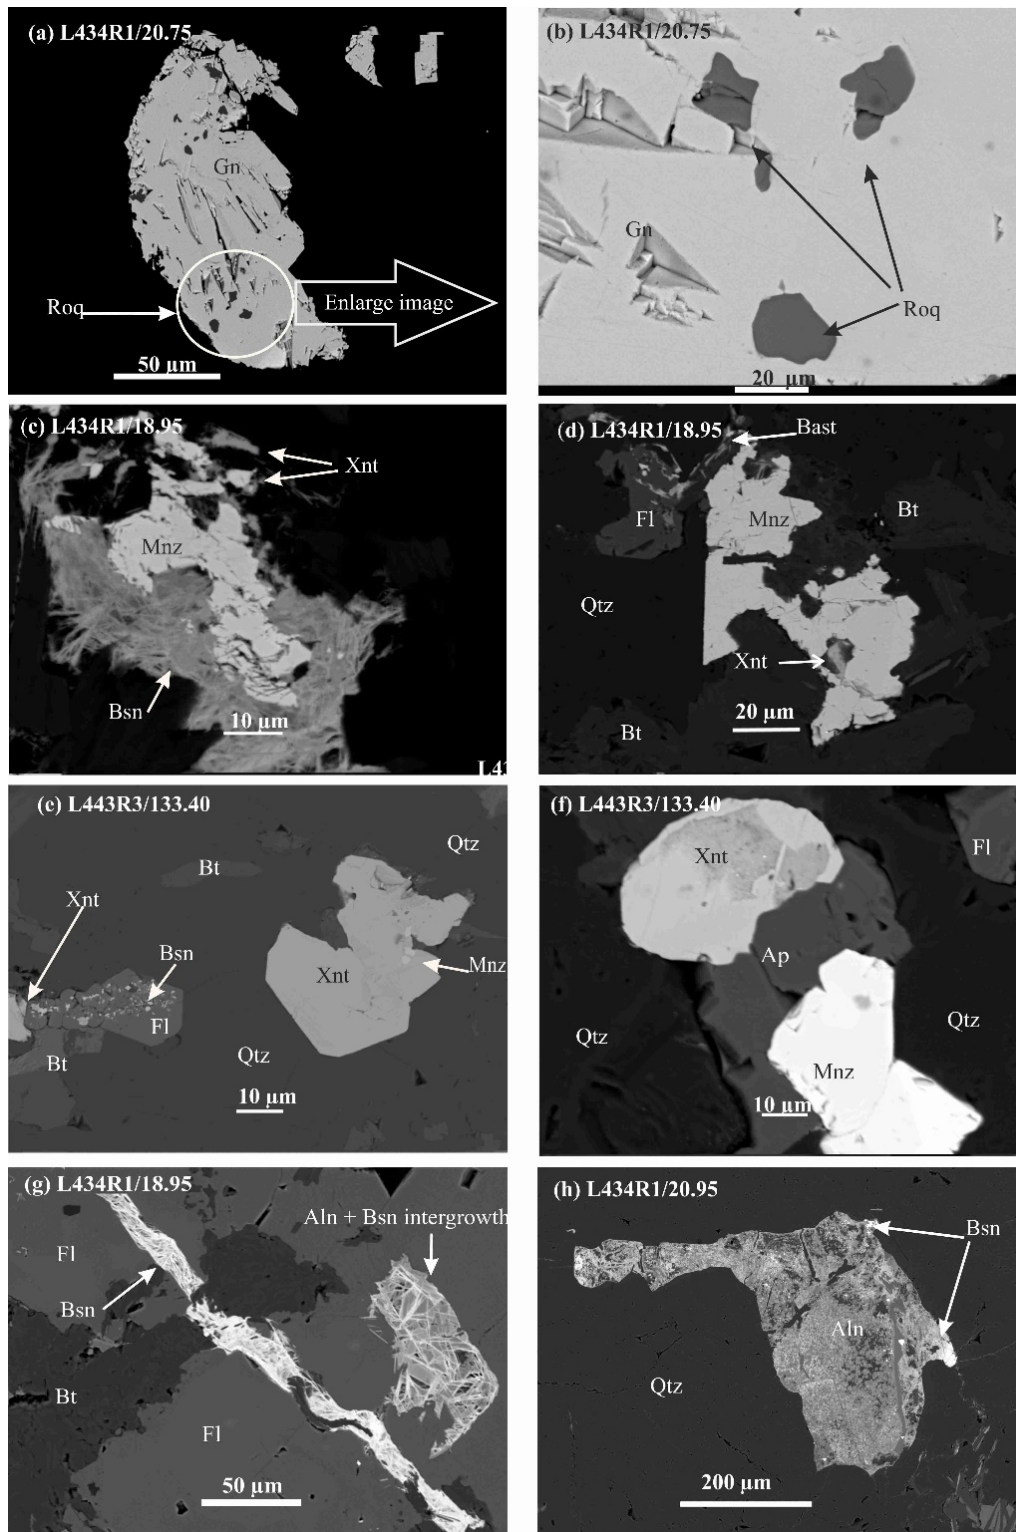 (a) L434R1/20.75
Gn
Roq
Enlarge image
50 µm
(b) L434R1/20.75
Gn
Roq
20 µm
(c) L434R1/18.95
Xnt
Mnz
Bsn
10 µm
L43
(d) L434R1/18.95
Bast
Fl
Mnz
Bt
Qtz
Xnt
20 µm
Bt
(e) L443R3/133.40
Qtz
Bt
Xnt
Bsn
Xnt
Mnz
Fl
Bt
Qtz
10 µm
(f) L443R3/133.40
Xnt
Fl
Ap
Qtz
Qtz
Mnz
10 µm
(g) L434R1/18.95
Aln + Bsn intergrowth
Fl
Bsn
Bt
Fl
50 µm
(h) L434R1/20.95
Bsn
Aln
Qtz
200 µm